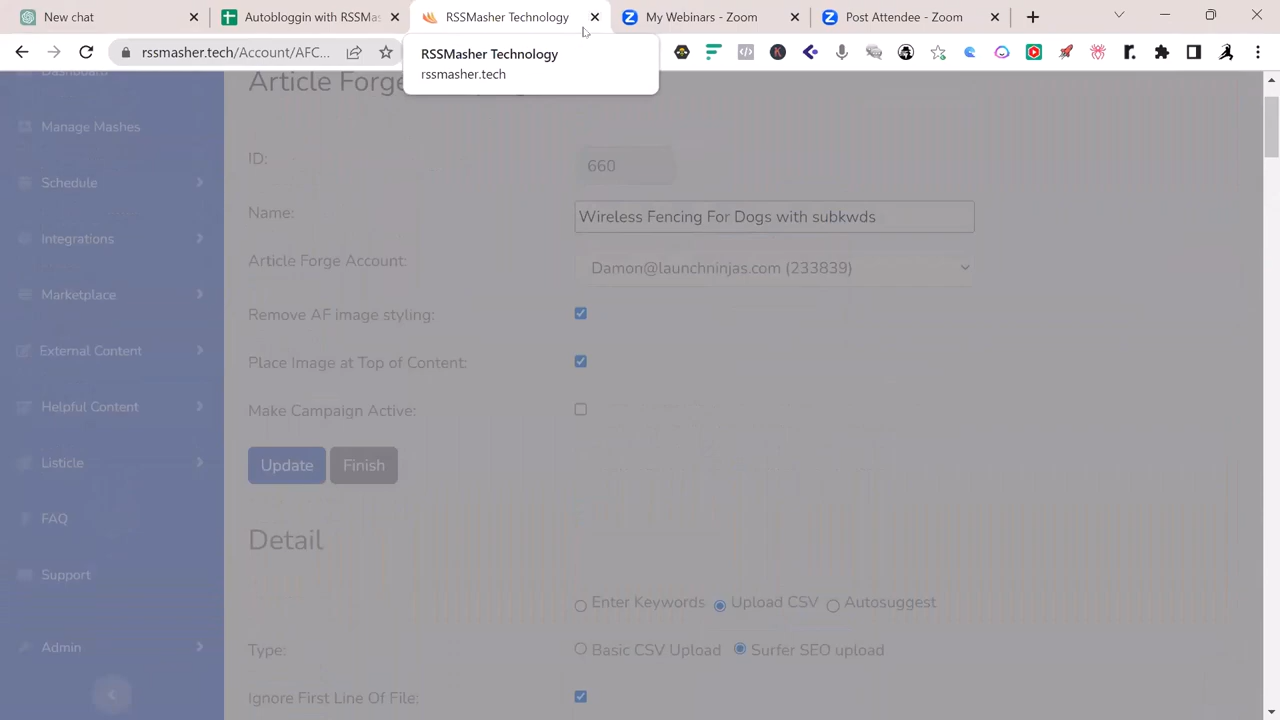 New chat
Autobloggin with RSSMas
RSSMasher Technology
My Webinars - Zoom
Post Attendee - Zoom
rssmasher.tech/Account/AFC...
RSSMasher Technology
rssmasher.tech
Dashboard
Article Forge
Manage Mashes
ID:
660
Schedule
Name:
Wireless Fencing For Dogs with subkwds
Integrations
Article Forge Account:
Damon@launchninjas.com (233839)
Marketplace
Remove AF image styling:
External Content
Place Image at Top of Content:
Helpful Content
Make Campaign Active:
Listicle
Update
Finish
FAQ
Detail
Support
Enter Keywords
Upload CSV
Autosuggest
Admin
Type:
Basic CSV Upload
Surfer SEO upload
Ignore First Line Of File: